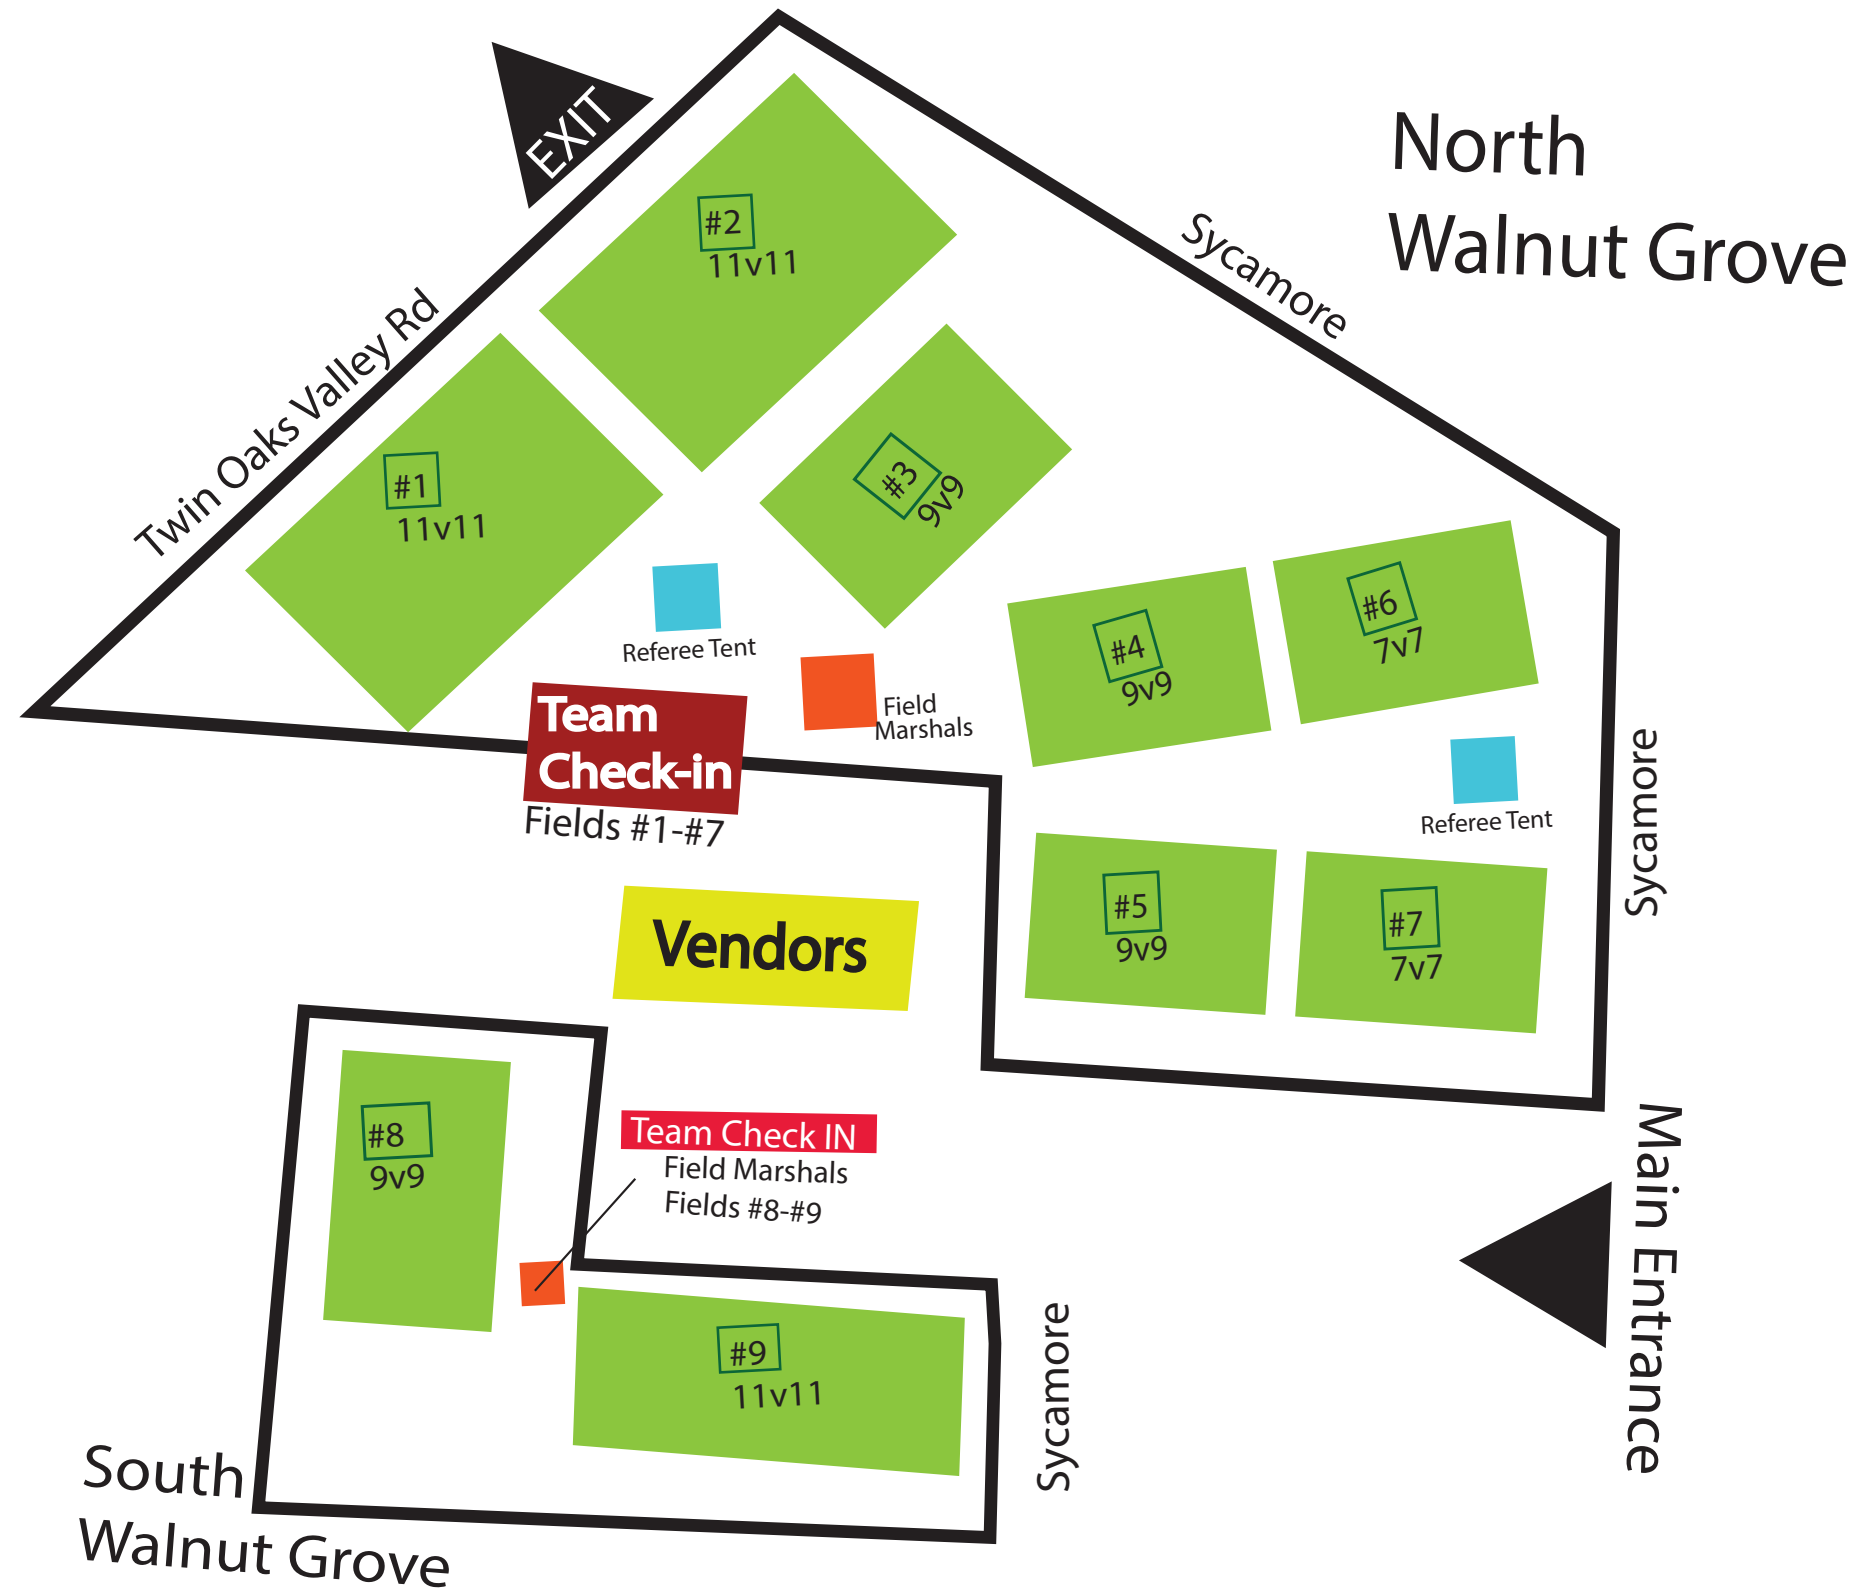 EXIT
North
Walnut Grove
Sycamore
#2
11v11
Twin Oaks Valley Rd
#1
11v11
#3
9v9
Referee Tent
Field
Marshals
Team
Check-in
Fields #1-#7
#4
9v9
#6
7v7
Referee Tent
Sycamore
#5
9v9
#7
7v7
Vendors
#8
9v9
Team Check IN
Field Marshals
Fields #8-#9
Main Entrance
#9
11v11
Sycamore
South
Walnut Grove